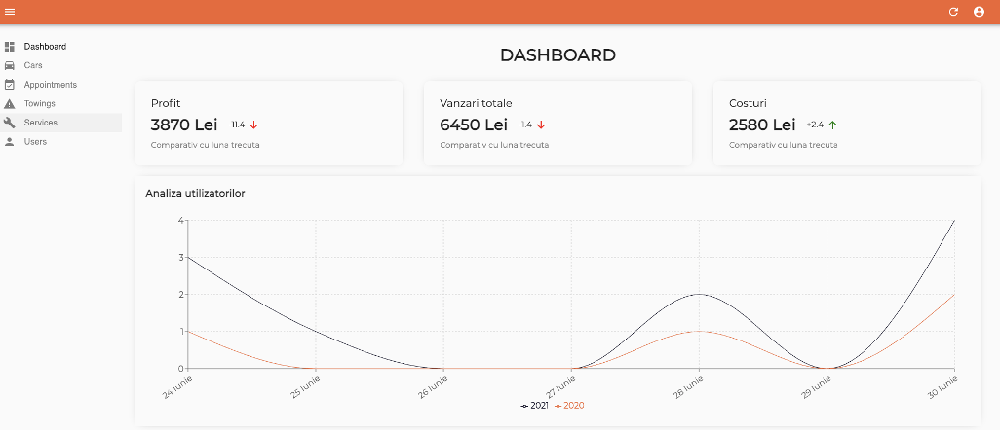 Dashboard
Cars
Appointments
Towings
Services
Users
DASHBOARD
Profit
3870 Lei -11.4
Comparativ cu luna trecuta
Vanzari totale
6450 Lei -1.4
Comparativ cu luna trecuta
Costuri
2580 Lei +2.4
Comparativ cu luna trecuta
Analiza utilizatorilor
4
3
2
1
0
24 Iunie
25 Iunie
26 Iunie
27 Iunie
28 Iunie
29 Iunie
30 Iunie
2021 2020